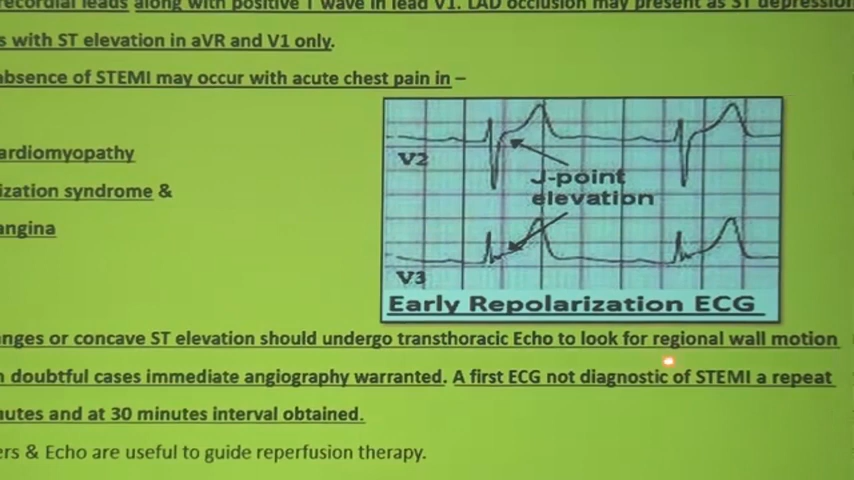 recordial leads along with positive T wave in lead V1. LAD occlusion may present as ST depression
s with ST elevation in aVR and V1 only.
absence of STEMI may occur with acute chest pain in –
ardiomyopathy
ization syndrome &
angina
V2
J-point
elevation
V3
Early Repolarization ECG
nges or concave ST elevation should undergo transthoracic Echo to look for regional wall motion
n doubtful cases immediate angiography warranted. A first ECG not diagnostic of STEMI a repeat
nutes and at 30 minutes interval obtained.
ers & Echo are useful to guide reperfusion therapy.